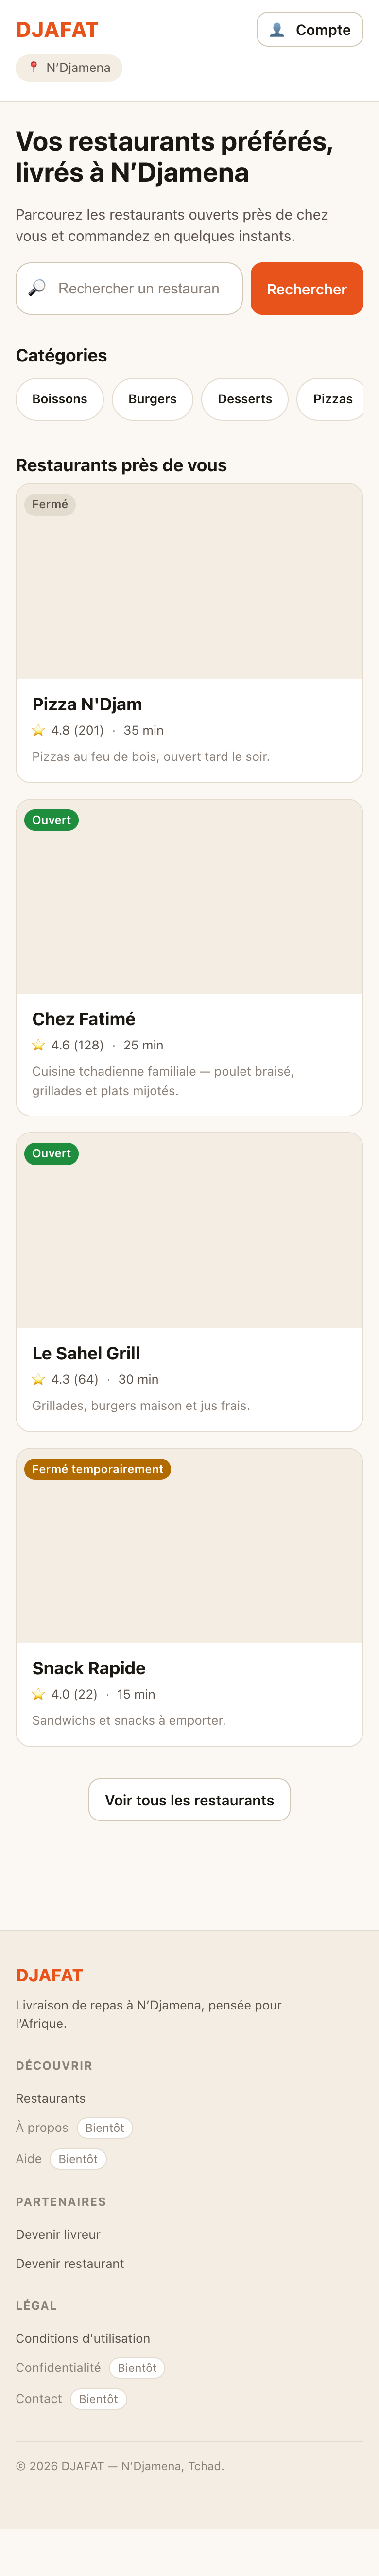 DJAFAT
Compte
N’Djamena
Vos restaurants préférés,
livrés à N’Djamena
Parcourez les restaurants ouverts près de chez
vous et commandez en quelques instants.
Rechercher un restauran
Rechercher
Catégories
Boissons
Burgers
Desserts
Pizzas
Restaurants près de vous
Fermé
Pizza N'Djam
4.8 (201) · 35 min
Pizzas au feu de bois, ouvert tard le soir.
Ouvert
Chez Fatimé
4.6 (128) · 25 min
Cuisine tchadienne familiale — poulet braisé,
grillades et plats mijotés.
Ouvert
Le Sahel Grill
4.3 (64) · 30 min
Grillades, burgers maison et jus frais.
Fermé temporairement
Snack Rapide
4.0 (22) · 15 min
Sandwichs et snacks à emporter.
Voir tous les restaurants
DJAFAT
Livraison de repas à N’Djamena, pensée pour
l’Afrique.
DÉCOUVRIR
Restaurants
À propos Bientôt
Aide Bientôt
PARTENAIRES
Devenir livreur
Devenir restaurant
LÉGAL
Conditions d'utilisation
Confidentialité Bientôt
Contact Bientôt
© 2026 DJAFAT — N’Djamena, Tchad.